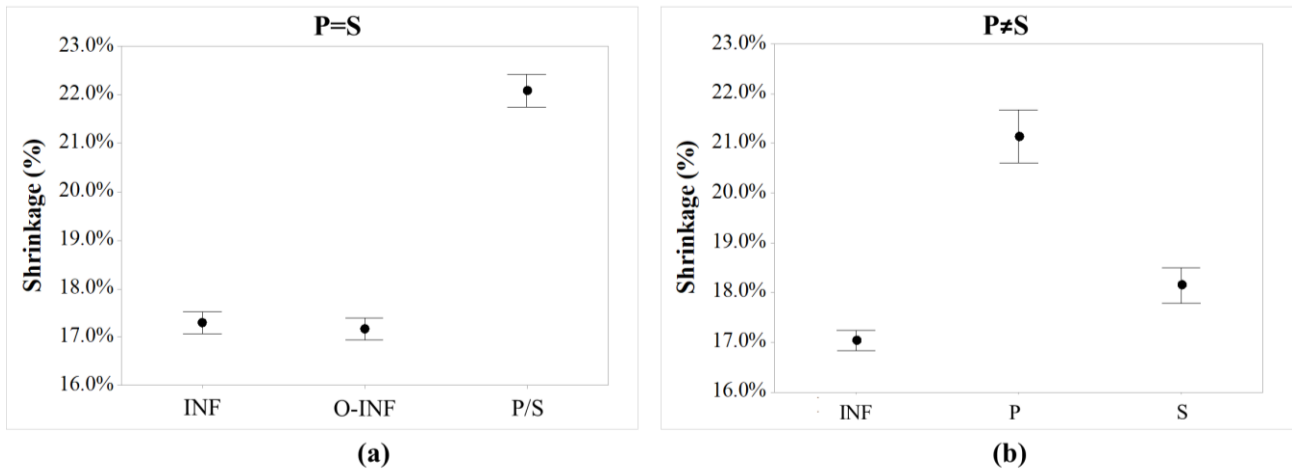 P=S
Shrinkage (%)
23.0%
22.0%
21.0%
20.0%
19.0%
18.0%
17.0%
16.0%
INF O-INF P/S
(a)
P≠S
Shrinkage (%)
23.0%
22.0%
21.0%
20.0%
19.0%
18.0%
17.0%
16.0%
INF P S
(b)